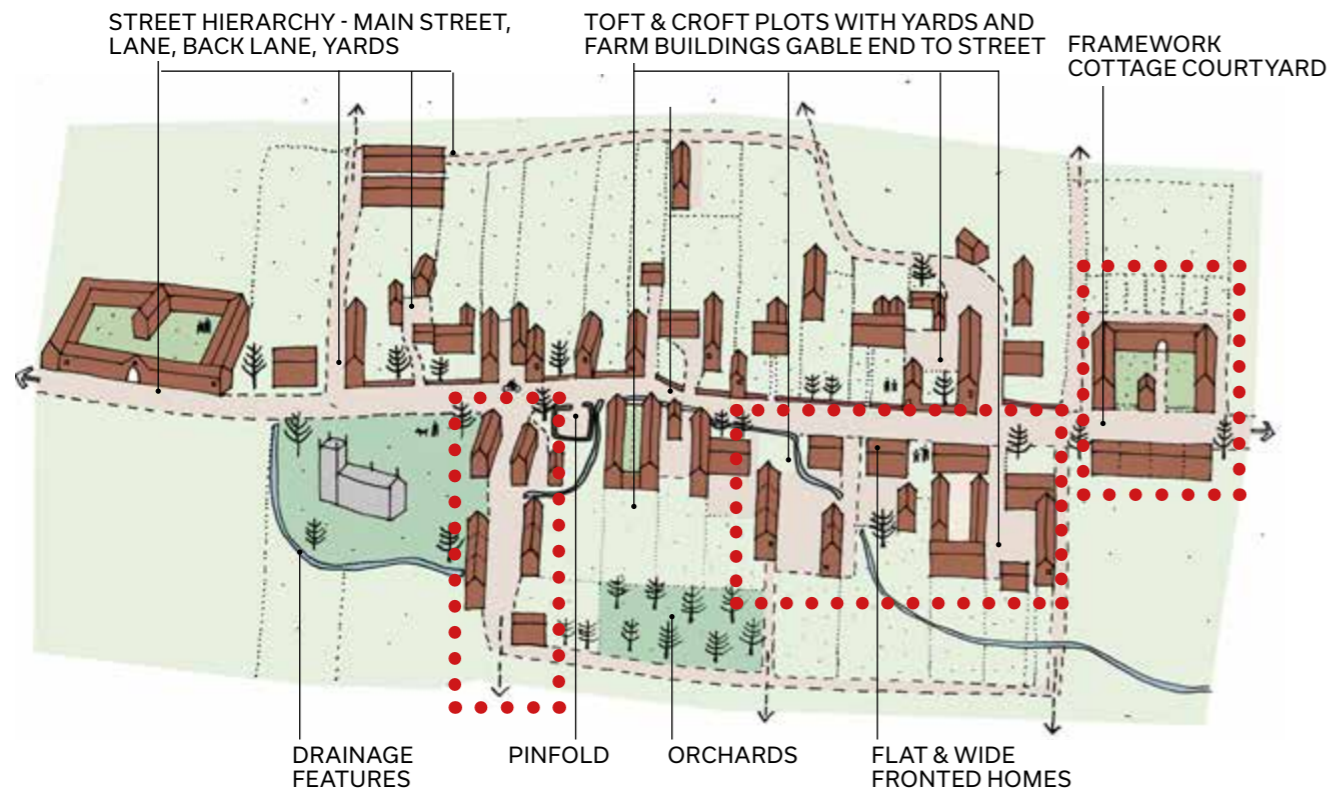 STREET HIERARCHY - MAIN STREET,
LANE, BACK LANE, YARDS
TOFT & CROFT PLOTS WITH YARDS AND
FARM BUILDINGS GABLE END TO STREET
FRAMEWORK
COTTAGE COURTYARD
DRAINAGE
FEATURES
PINFOLD
ORCHARDS
FLAT & WIDE
FRONTED HOMES